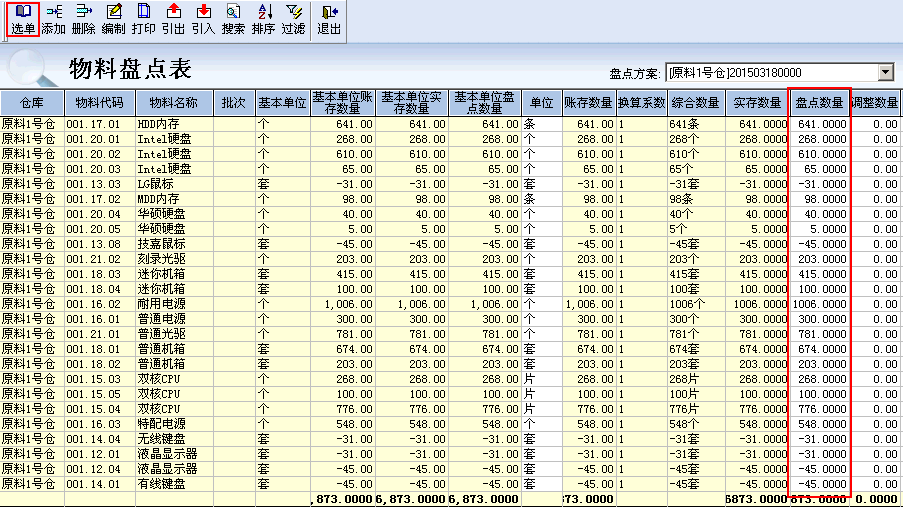 选单 添加 删除 编制 打印 引出 引入 搜索 排序 过滤 退出
物料盘点表
盘点方案: [原料1号仓]201503180000
仓库 物料代码 物料名称 批次 基本单位 基本单位账存数量 基本单位实存数量 基本单位盘点数量 单位 账存数量 换算系数 综合数量 实存数量 盘点数量 调整数量
原料1号仓 001.17.01 HDD内存 个 641.00 641.00 641.00 条 641.00 1 641条 641.0000 641.0000 0.00
原料1号仓 001.20.01 Intel硬盘 个 268.00 268.00 268.00 个 268.00 1 268个 268.0000 268.0000 0.00
原料1号仓 001.20.02 Intel硬盘 个 610.00 610.00 610.00 个 610.00 1 610个 610.0000 610.0000 0.00
原料1号仓 001.20.03 Intel硬盘 个 65.00 65.00 65.00 个 65.00 1 65个 65.0000 65.0000 0.00
原料1号仓 001.13.03 LG鼠标 套 -31.00 -31.00 -31.00 套 -31.00 1 -31套 -31.0000 -31.0000 0.00
原料1号仓 001.17.02 MDD内存 个 98.00 98.00 98.00 条 98.00 1 98条 98.0000 98.0000 0.00
原料1号仓 001.20.04 华硕硬盘 个 40.00 40.00 40.00 个 40.00 1 40个 40.0000 40.0000 0.00
原料1号仓 001.20.05 华硕硬盘 个 5.00 5.00 5.00 个 5.00 1 5个 5.0000 5.0000 0.00
原料1号仓 001.13.08 技嘉鼠标 套 -45.00 -45.00 -45.00 套 -45.00 1 -45套 -45.0000 -45.0000 0.00
原料1号仓 001.21.02 刻录光驱 个 203.00 203.00 203.00 个 203.00 1 203个 203.0000 203.0000 0.00
原料1号仓 001.18.03 迷你机箱 套 415.00 415.00 415.00 套 415.00 1 415套 415.0000 415.0000 0.00
原料1号仓 001.18.04 迷你机箱 套 100.00 100.00 100.00 套 100.00 1 100套 100.0000 100.0000 0.00
原料1号仓 001.16.02 耐用电源 个 1,006.00 1,006.00 1,006.00 个 1,006.00 1 1006个 1006.0000 1006.0000 0.00
原料1号仓 001.16.01 普通电源 个 300.00 300.00 300.00 个 300.00 1 300个 300.0000 300.0000 0.00
原料1号仓 001.21.01 普通光驱 个 781.00 781.00 781.00 个 781.00 1 781个 781.0000 781.0000 0.00
原料1号仓 001.18.01 普通机箱 套 674.00 674.00 674.00 套 674.00 1 674套 674.0000 674.0000 0.00
原料1号仓 001.18.02 普通机箱 套 203.00 203.00 203.00 套 203.00 1 203套 203.0000 203.0000 0.00
原料1号仓 001.15.03 双核CPU 个 268.00 268.00 268.00 片 268.00 1 268片 268.0000 268.0000 0.00
原料1号仓 001.15.05 双核CPU 个 100.00 100.00 100.00 片 100.00 1 100片 100.0000 100.0000 0.00
原料1号仓 001.15.04 双核CPU 个 776.00 776.00 776.00 片 776.00 1 776片 776.0000 776.0000 0.00
原料1号仓 001.16.03 特配电源 个 548.00 548.00 548.00 个 548.00 1 548个 548.0000 548.0000 0.00
原料1号仓 001.14.04 无线键盘 套 -31.00 -31.00 -31.00 套 -31.00 1 -31套 -31.0000 -31.0000 0.00
原料1号仓 001.12.01 液晶显示器 套 -31.00 -31.00 -31.00 套 -31.00 1 -31套 -31.0000 -31.0000 0.00
原料1号仓 001.12.04 液晶显示器 套 -45.00 -45.00 -45.00 套 -45.00 1 -45套 -45.0000 -45.0000 0.00
原料1号仓 001.14.01 有线键盘 套 -45.00 -45.00 -45.00 套 -45.00 1 -45套 -45.0000 -45.0000 0.00
,873.0000 6,873.0000 6,873.0000 873.0000 6873.0000 873.0000 0.0000